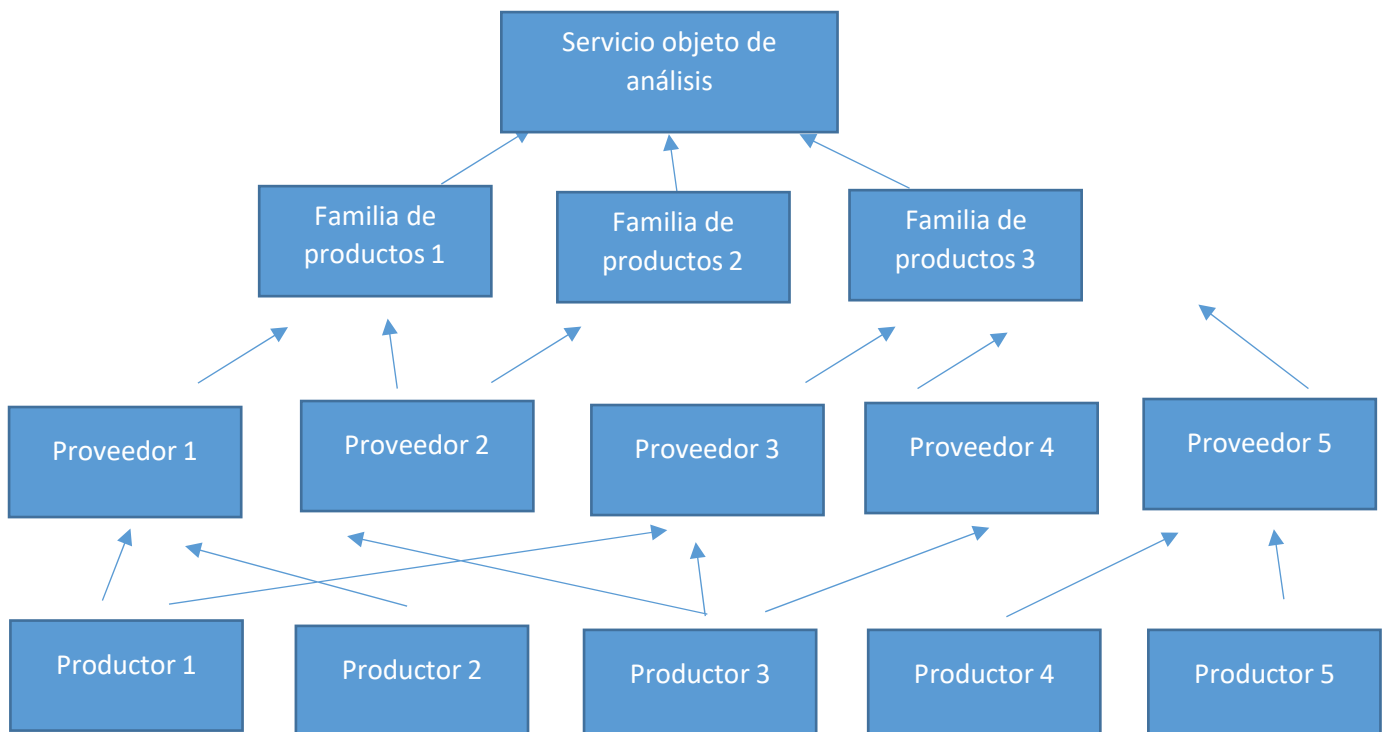 Servicio objeto de
análisis
Familia de
productos 1
Familia de
productos 2
Familia de
productos 3
Proveedor 1
Proveedor 2
Proveedor 3
Proveedor 4
Proveedor 5
Productor 1
Productor 2
Productor 3
Productor 4
Productor 5